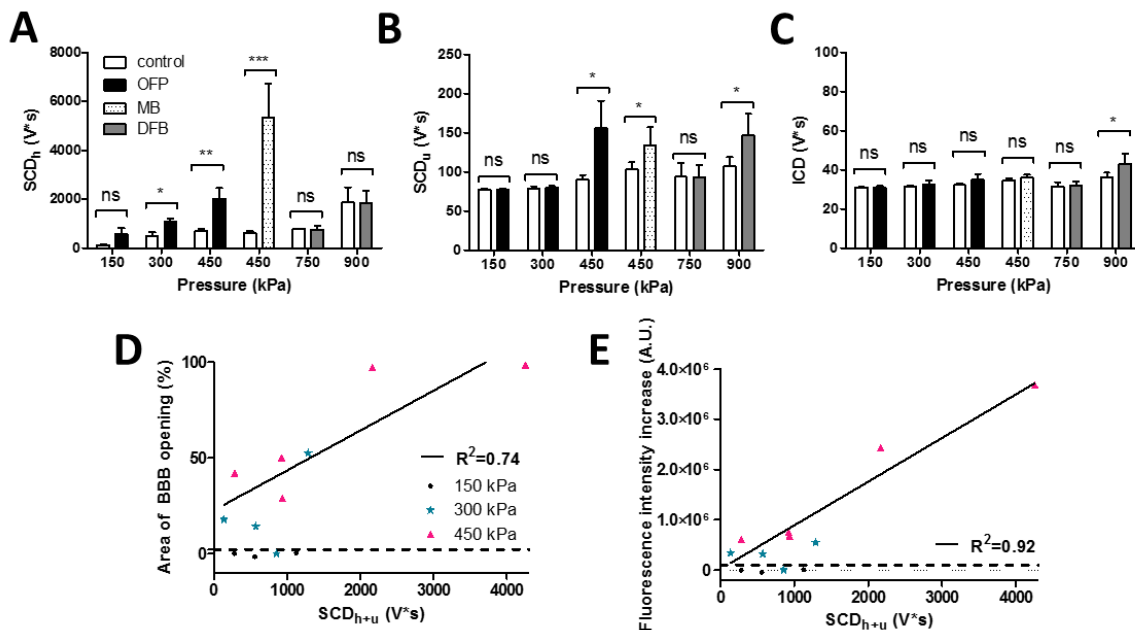 A
SCDh (V*s)
8000
6000
4000
2000
0
control
OFP
MB
DFB
ns
*
**
***
ns
ns
150
300
450
450
750
900
Pressure (kPa)
B
SCDu (V*s)
250
200
150
100
50
0
ns
ns
*
*
ns
*
150
300
450
450
750
900
Pressure (kPa)
C
ICD (V*s)
100
80
60
40
20
0
ns
ns
ns
ns
ns
*
150
300
450
450
750
900
Pressure (kPa)
D
Area of BBB opening (%)
100
50
0
R²=0.74
150 kPa
300 kPa
450 kPa
0
1000
2000
3000
4000
SCDh+u (V*s)
E
Fluorescence intensity increase (A.U.)
4.0×10⁶
3.0×10⁶
2.0×10⁶
1.0×10⁶
0
R²=0.92
0
1000
2000
3000
4000
SCDh+u (V*s)